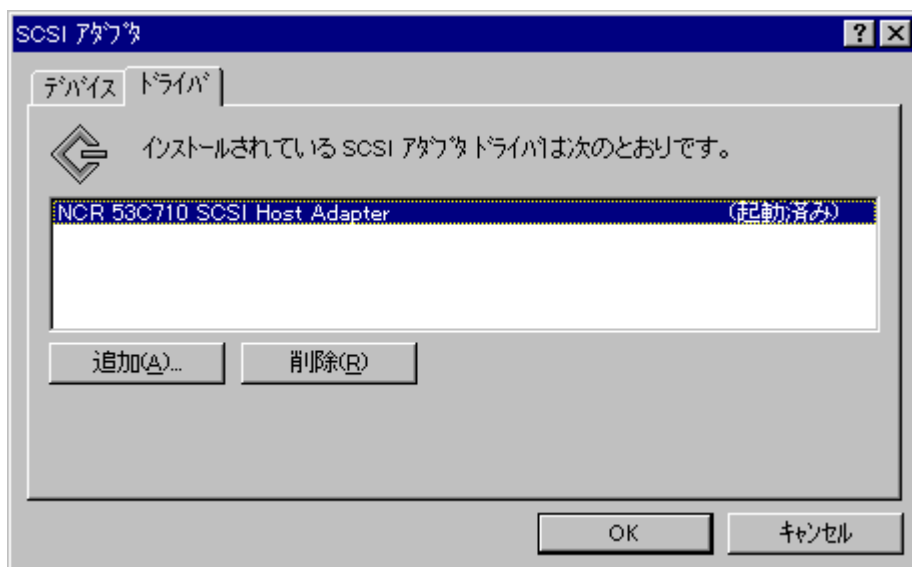 SCSI アダプタ
デバイス ドライバ
インストールされている SCSI アダプタ ドライバは次のとおりです。
NCR 53C710 SCSI Host Adapter (起動済み)
追加(A)... 削除(R)
OK キャンセル